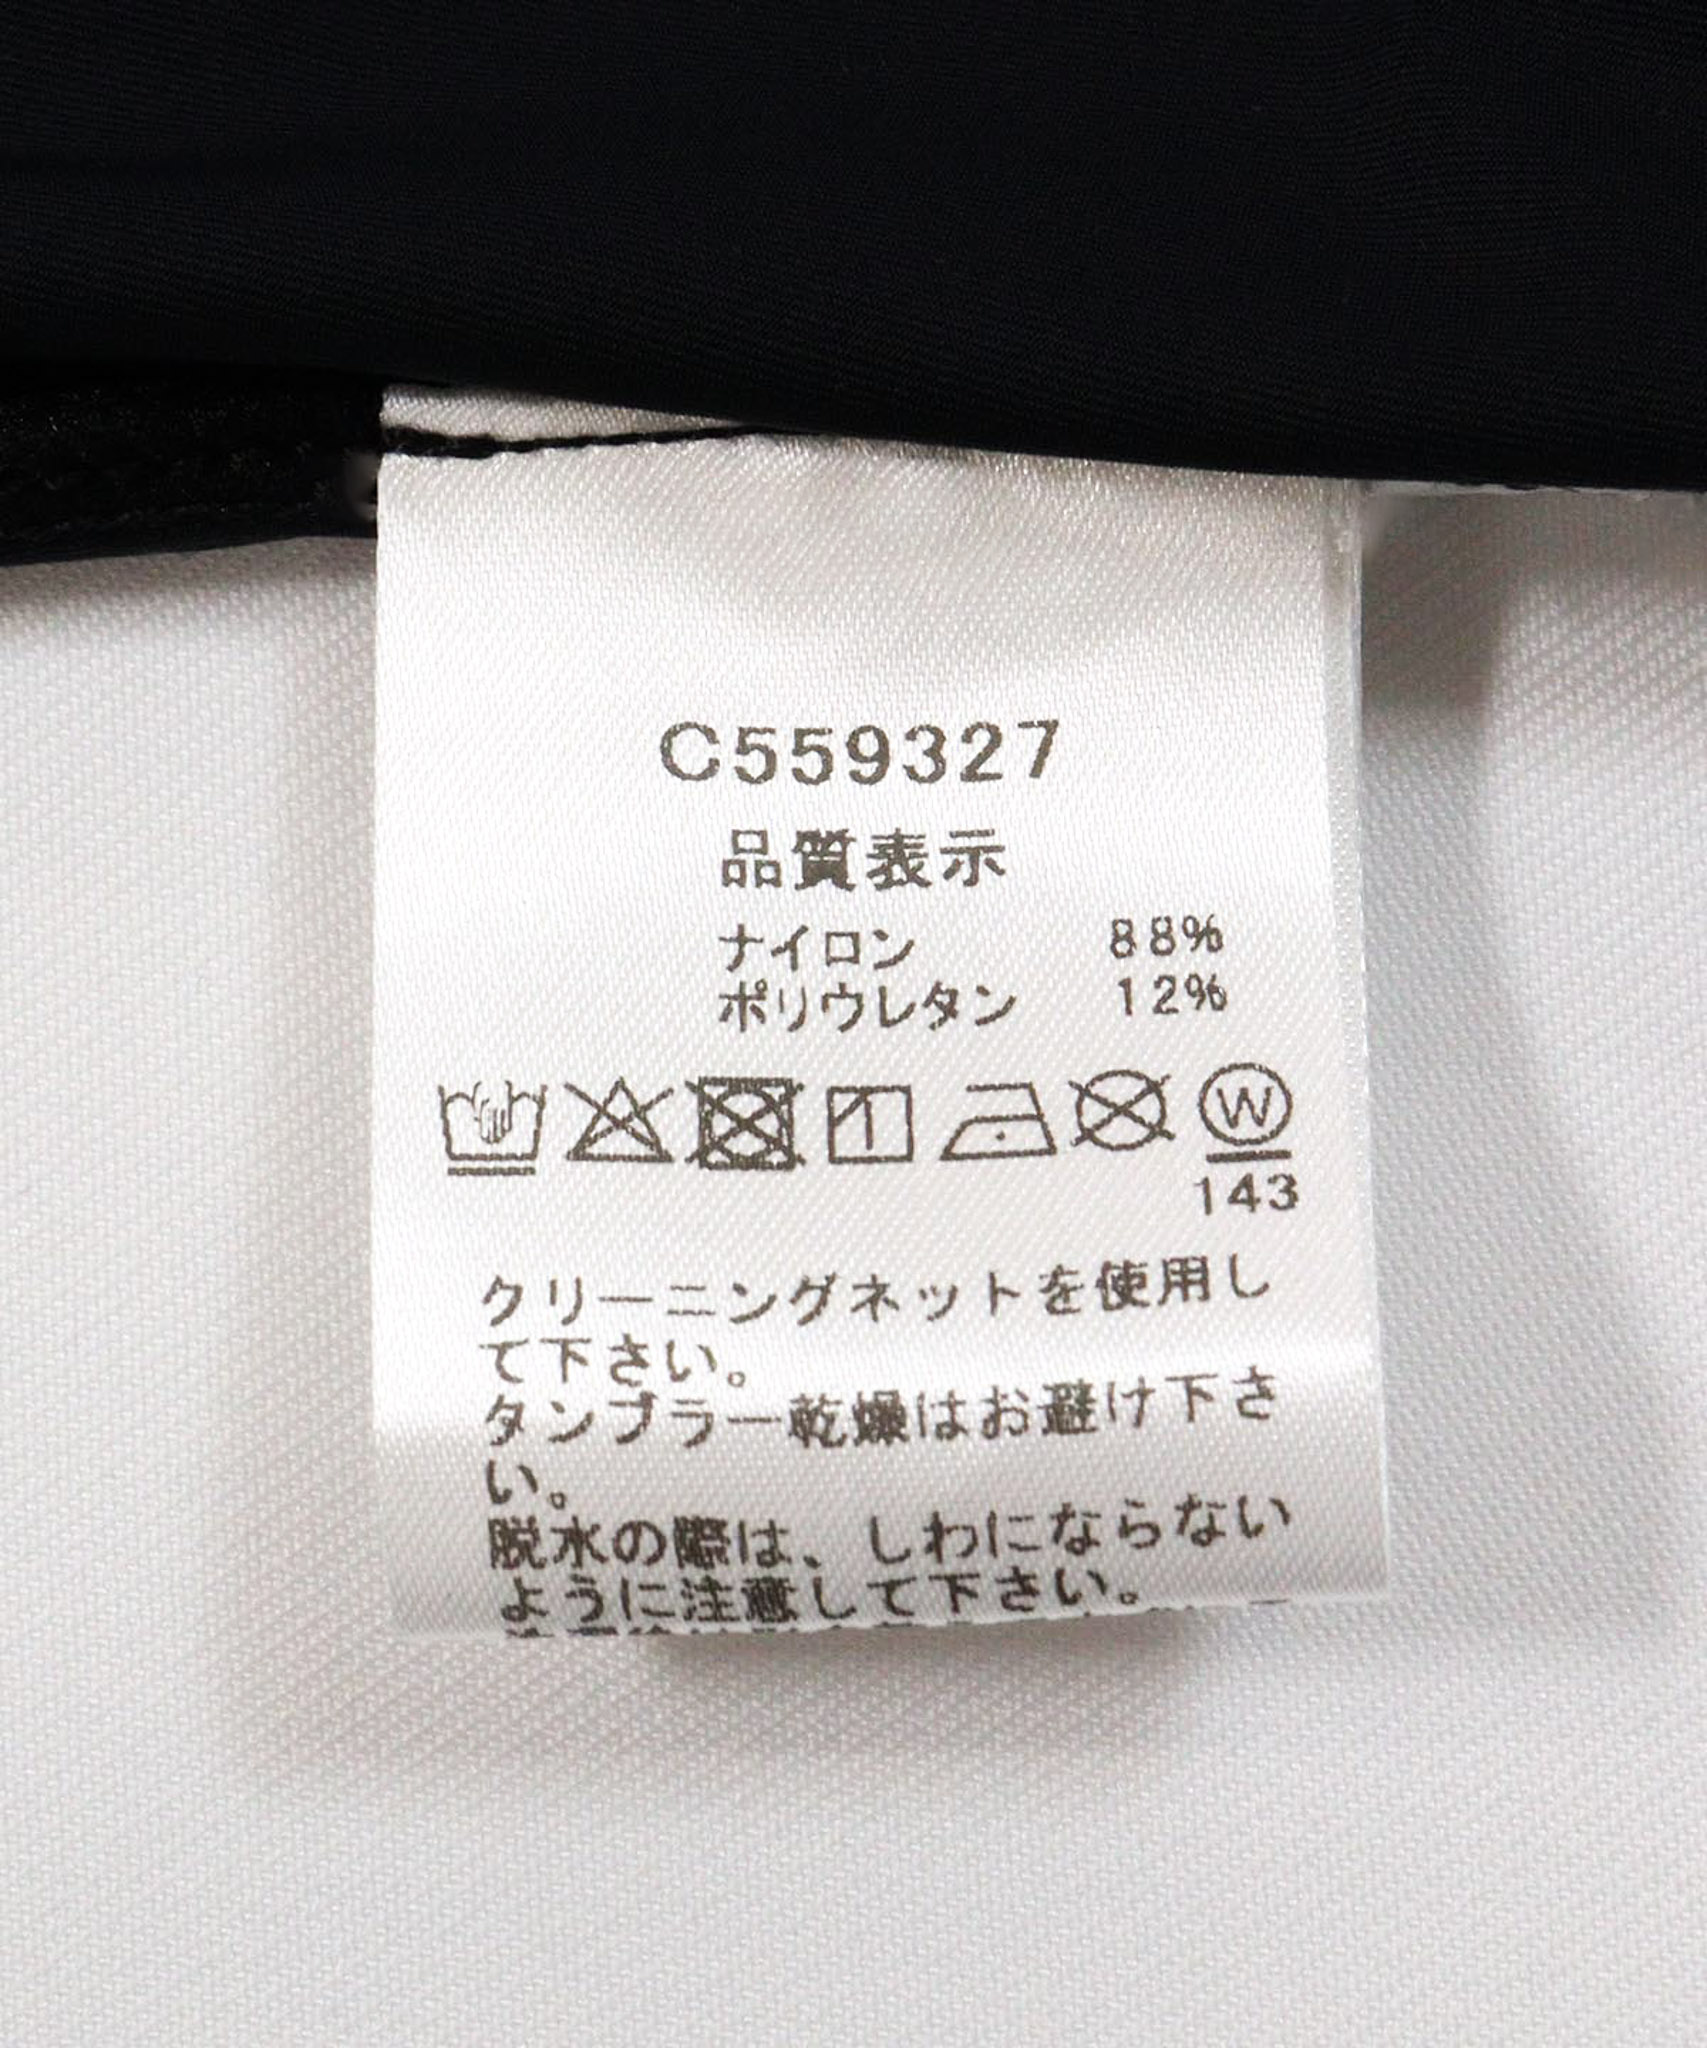 C559327
品質表示
ナイロン 88%
ポリウレタン 12%
W
143
クリーニングネットを使用し
て下さい。
タンブラー乾燥はお避け下さ
い。
脱水の際は、しわにならない
ように注意して下さい。